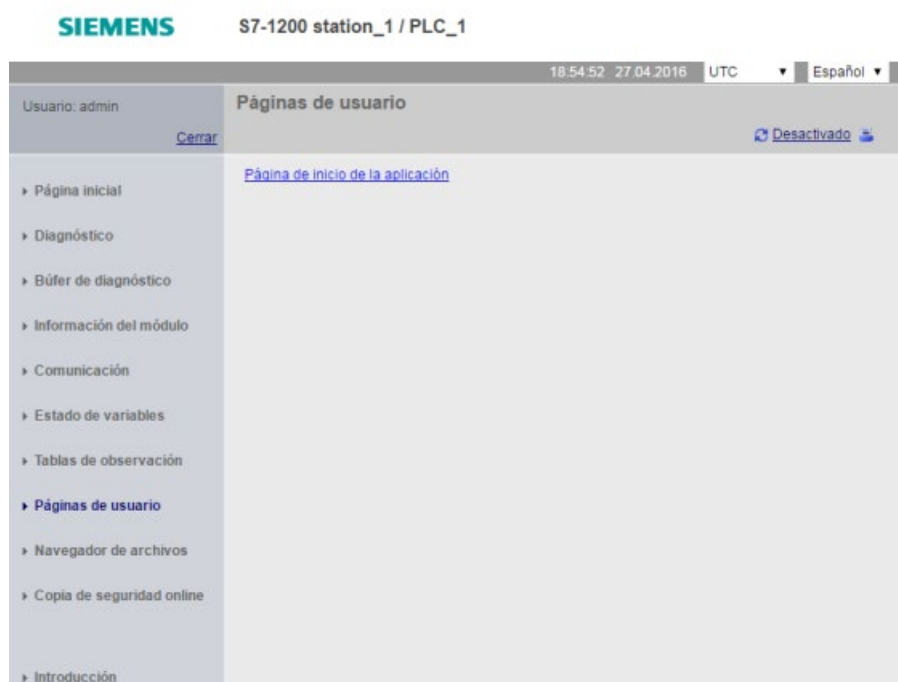 SIEMENS
S7-1200 station_1 / PLC_1
18:54:52 27.04.2016 UTC Español
Usuario: admin
Cerrar
Páginas de usuario
Desactivado
Página de inicio de la aplicación
Página inicial
Diagnóstico
Búfer de diagnóstico
Información del módulo
Comunicación
Estado de variables
Tablas de observación
Páginas de usuario
Navegador de archivos
Copia de seguridad online
Introducción